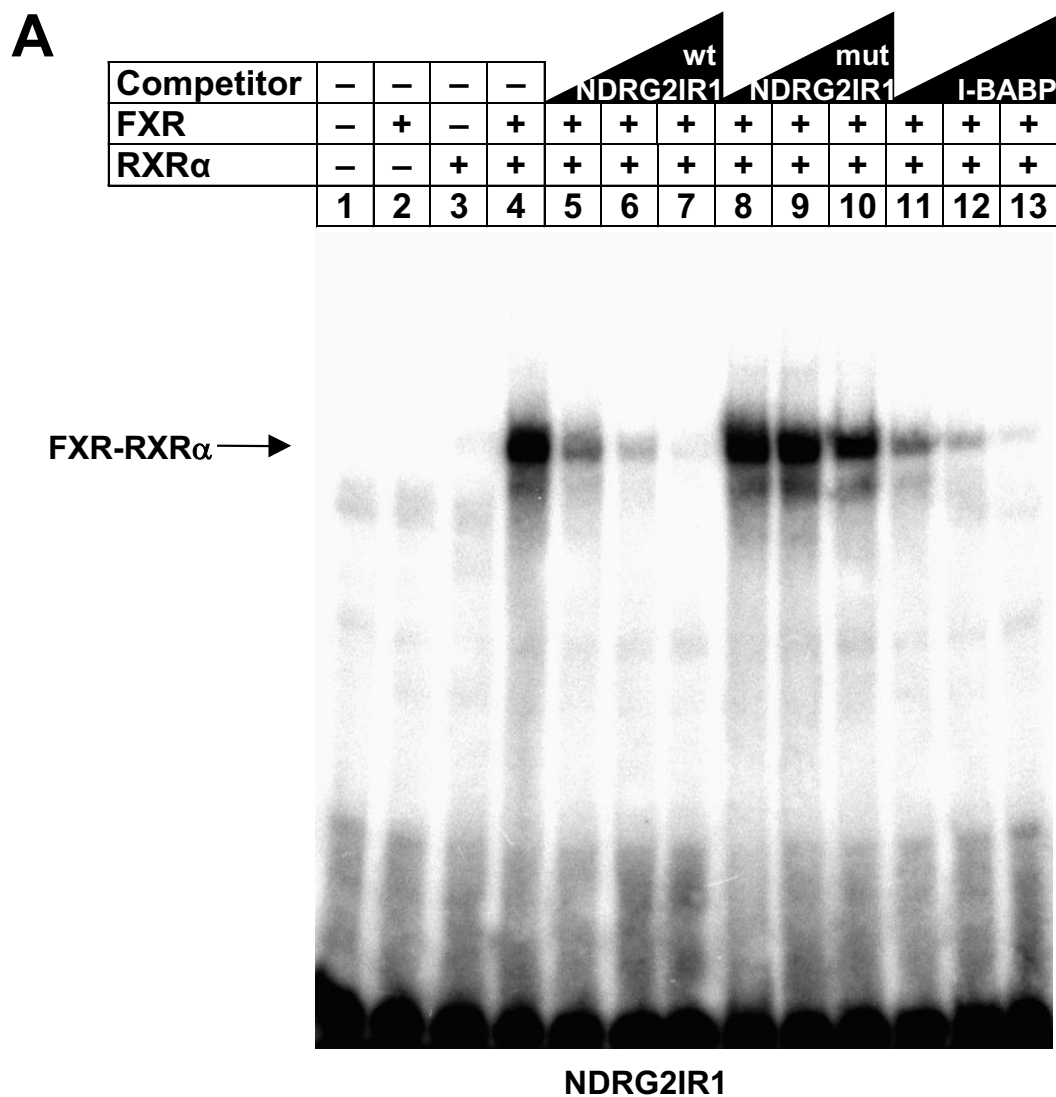 A
wt mut
Competitor – – – – NDRG2IR1 NDRG2IR1 I-BABP
FXR – + – + + + + + + + + + +
RXRα – – + + + + + + + + + + +
1 2 3 4 5 6 7 8 9 10 11 12 13
FXR-RXRα
NDRG2IR1